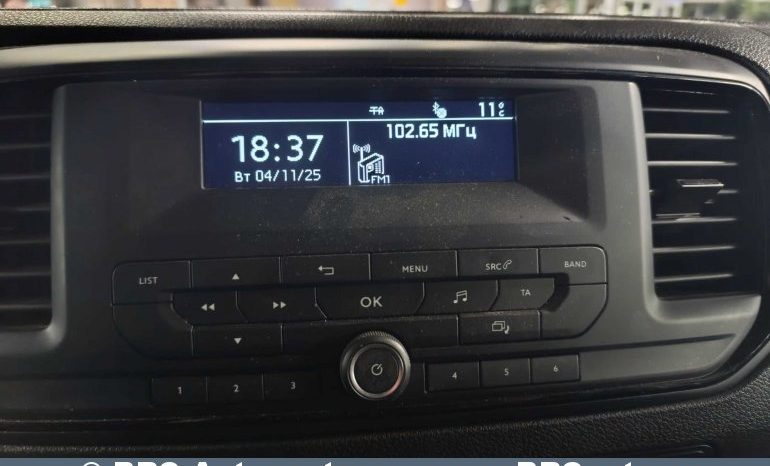 TA 11°C
18:37 102.65 МГц
Вт 04/11/25 FM1
LIST MENU SRC BAND
OK TA
1 2 3 4 5 6